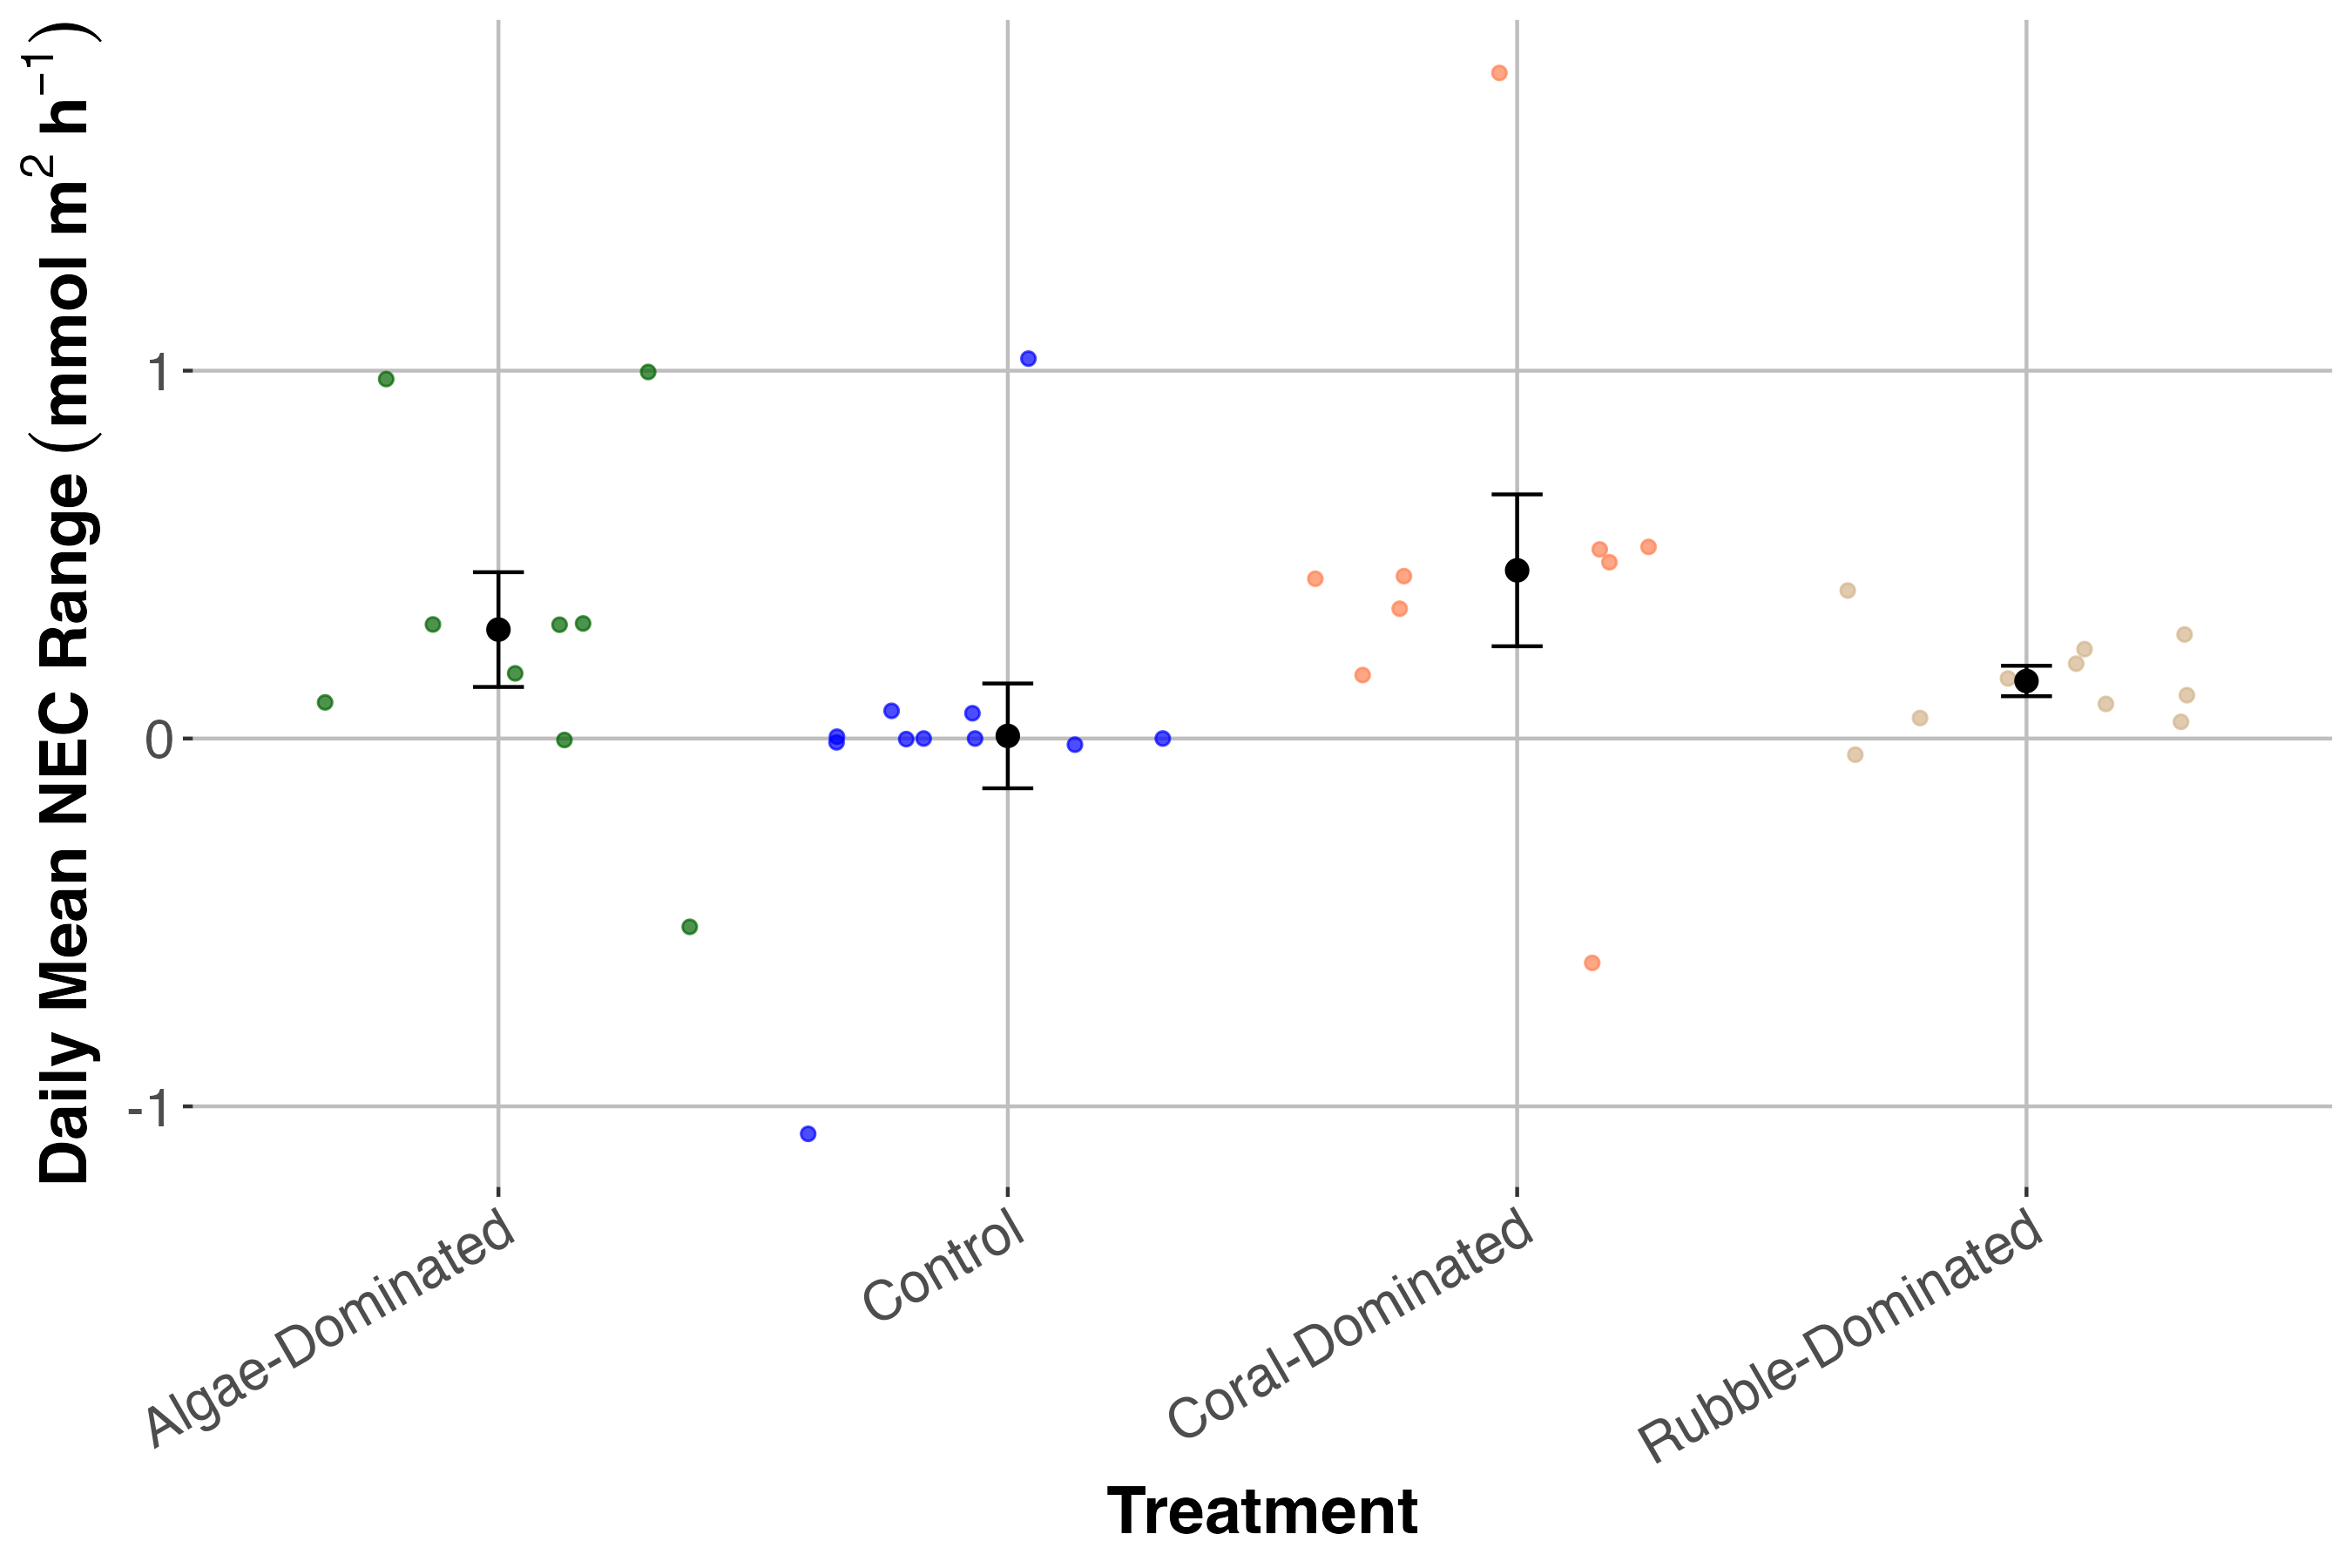 Daily Mean NEC Range (mmol m² h⁻¹)
1
0
-1
Algae-Dominated
Control
Coral-Dominated
Rubble-Dominated
Treatment